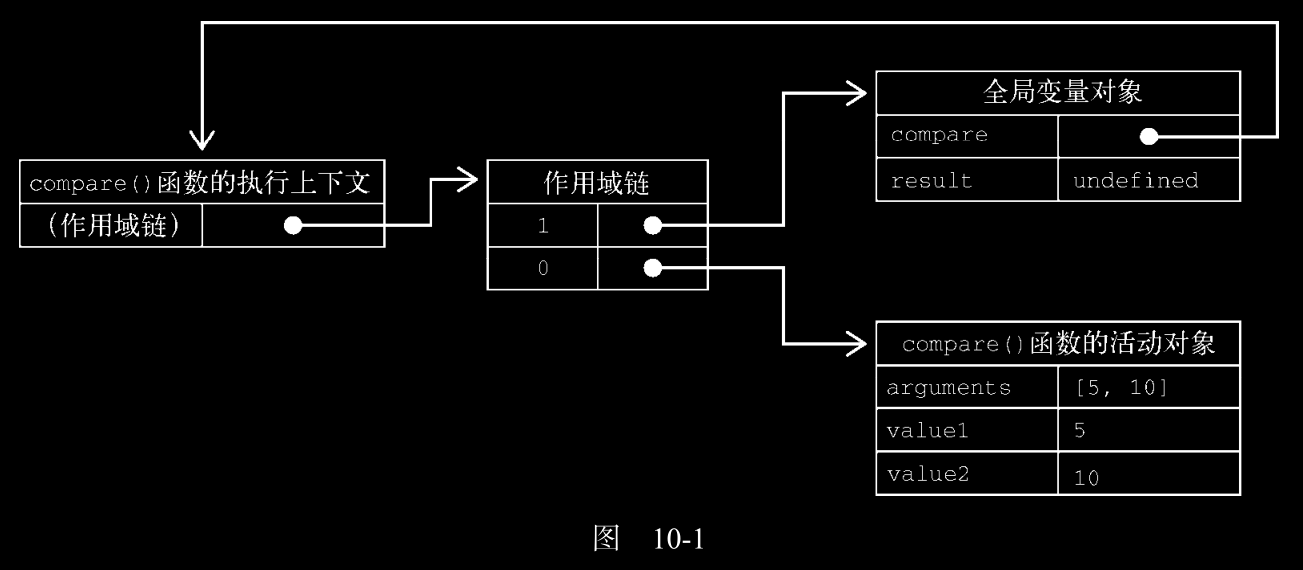 全局变量对象
compare
result undefined
compare()函数的执行上下文
(作用域链)
作用域链
1
0
compare()函数的活动对象
arguments [5, 10]
value1 5
value2 10
图 10-1